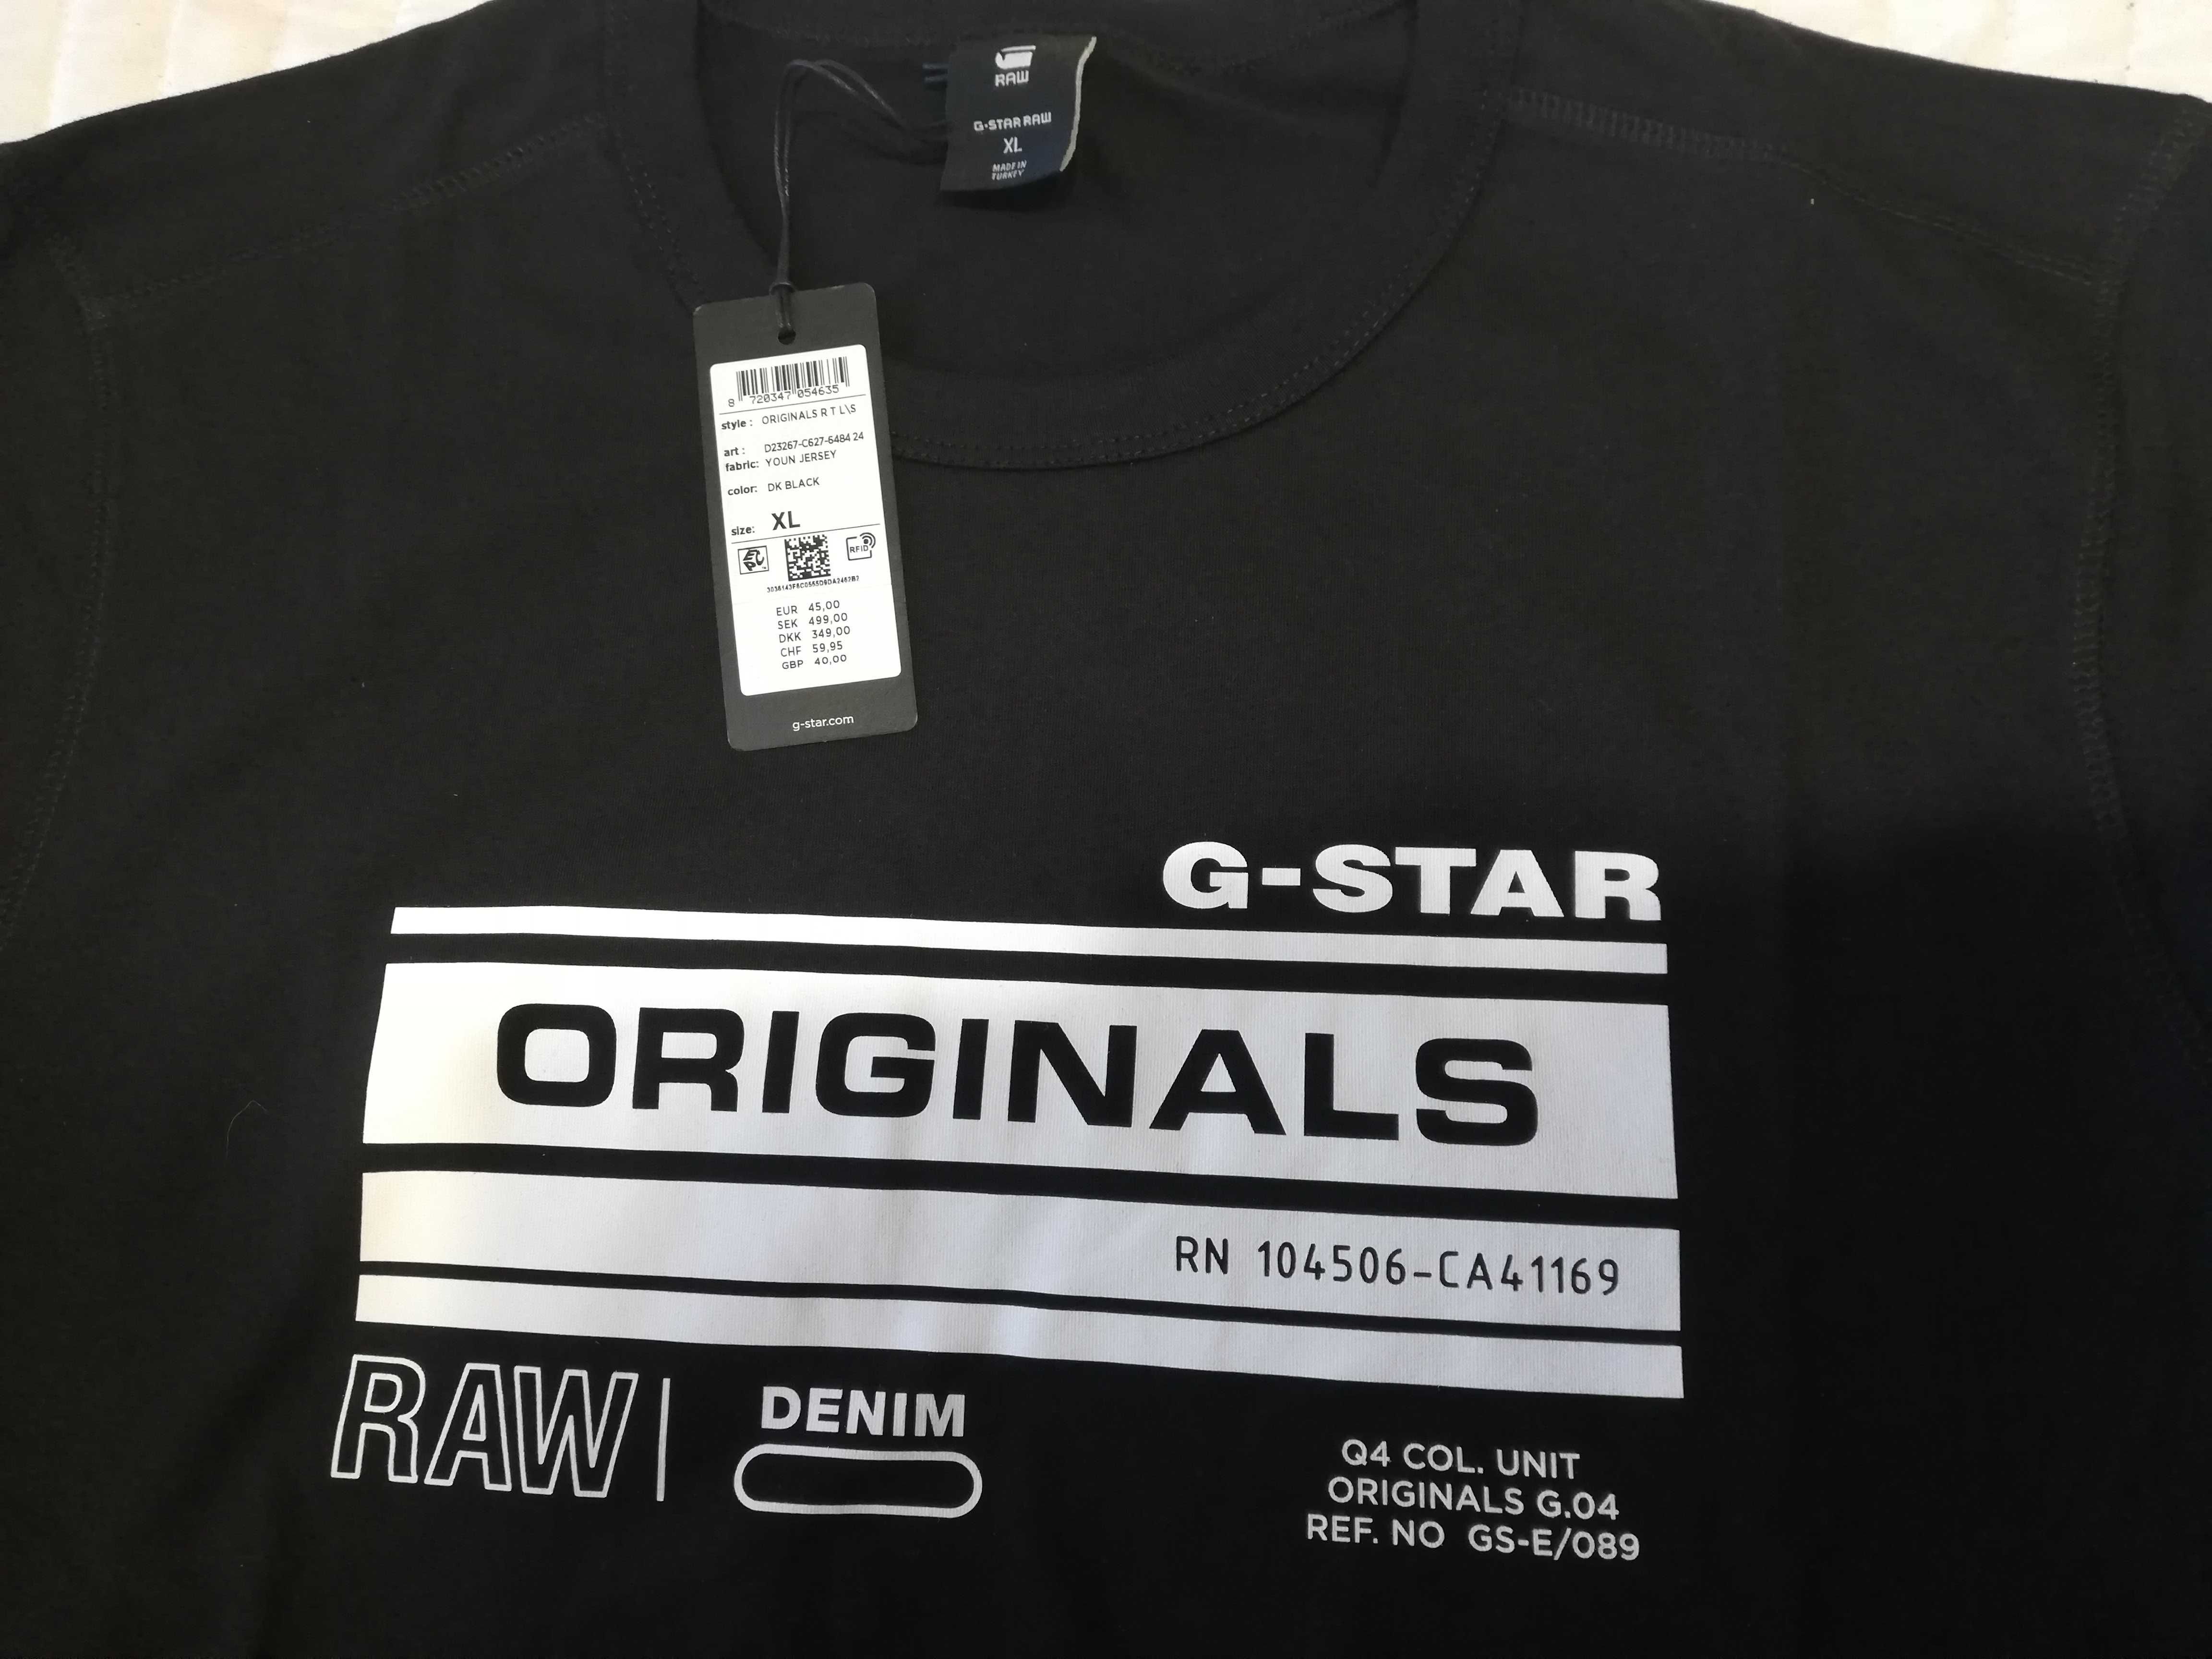 RAW
G-STAR RAW
XL
MADE IN
TURKEY
8 720347 054635
style : ORIGINALS R T L\S
art : D23267-C627-6484 24
fabric: YOUN JERSEY
color: DK BLACK
size: XL
RFID
EUR 45,00
SEK 499,00
DKK 349,00
CHF 59,95
GBP 40,00
g-star.com
G-STAR
ORIGINALS
RN 104506-CA41169
RAW
DENIM
Q4 COL. UNIT
ORIGINALS G.04
REF. NO GS-E/089